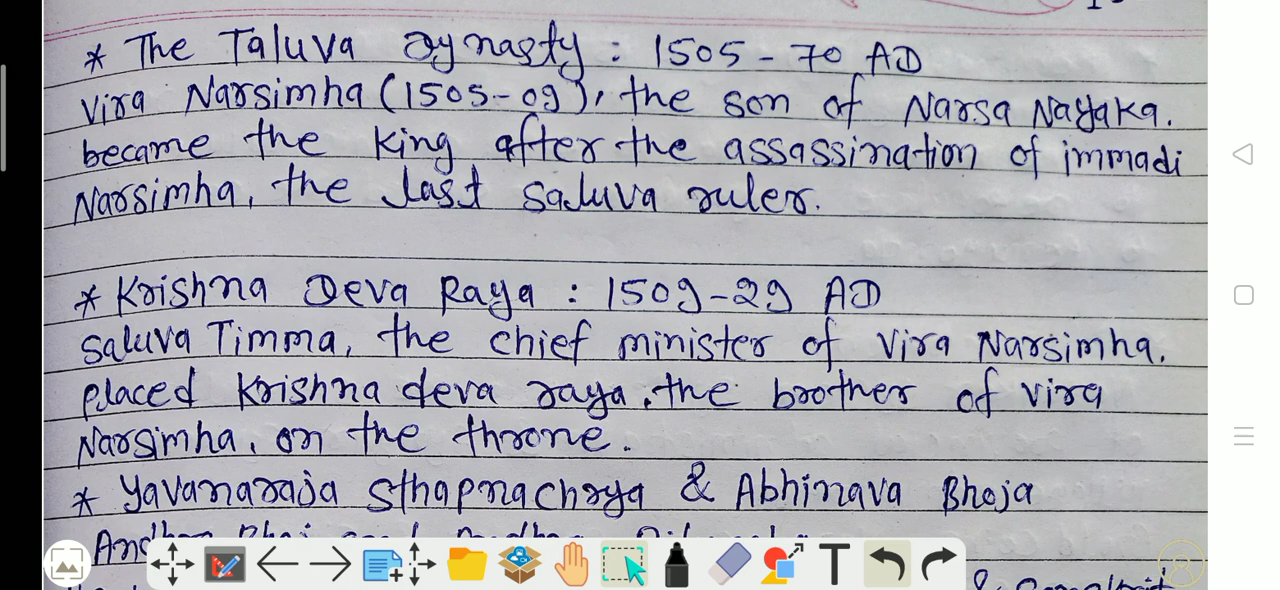 * The Taluva Dynasty : 1505 - 70 AD
Vira Narsimha (1505-09), the son of Narsa Nayaka.
became the King after the assassination of immadi
Narsimha, the last saluva ruler.
* Krishna Deva Raya : 1509-29 AD
Saluva Timma, the chief minister of Vira Narsimha.
placed Krishna deva raya, the brother of vira
Narsimha, on the throne.
* Yavanaraja Sthapnacharya & Abhinava Bhoja
T